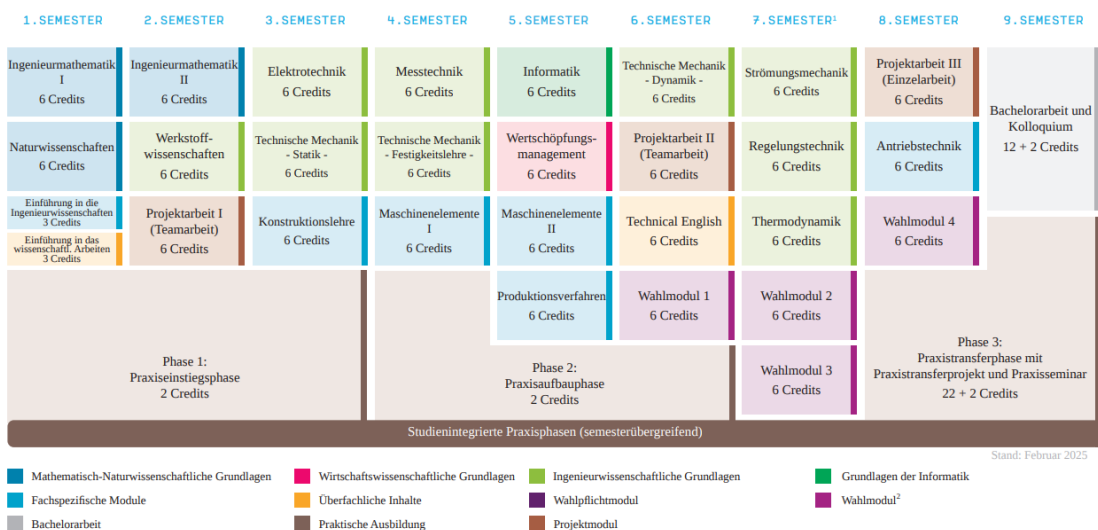 1.SEMESTER
2.SEMESTER
3.SEMESTER
4.SEMESTER
5.SEMESTER
6.SEMESTER
7.SEMESTER¹
8.SEMESTER
9.SEMESTER
Ingenieurmathematik
I
6 Credits
Ingenieurmathematik
II
6 Credits
Elektrotechnik
6 Credits
Messtechnik
6 Credits
Informatik
6 Credits
Technische Mechanik
- Dynamik -
6 Credits
Strömungsmechanik
6 Credits
Projektarbeit III
(Einzelarbeit)
6 Credits
Bachelorarbeit und
Kolloquium
12 + 2 Credits
Naturwissenschaften
6 Credits
Werkstoff-
wissenschaften
6 Credits
Technische Mechanik
- Statik -
6 Credits
Technische Mechanik
- Festigkeitslehre -
6 Credits
Wertschöpfungs-
management
6 Credits
Projektarbeit II
(Teamarbeit)
6 Credits
Regelungstechnik
6 Credits
Antriebstechnik
6 Credits
Einführung in die
Ingenieurwissenschaften
3 Credits
Einführung in das
wissenschaftl. Arbeiten
3 Credits
Projektarbeit I
(Teamarbeit)
6 Credits
Konstruktionslehre
6 Credits
Maschinenelemente
I
6 Credits
Maschinenelemente
II
6 Credits
Technical English
6 Credits
Thermodynamik
6 Credits
Wahlmodul 4
6 Credits
Produktionsverfahren
6 Credits
Wahlmodul 1
6 Credits
Wahlmodul 2
6 Credits
Wahlmodul 3
6 Credits
Phase 1:
Praxiseinstiegsphase
2 Credits
Phase 2:
Praxisaufbauphase
2 Credits
Phase 3:
Praxistransferphase mit
Praxistransferprojekt und Praxisseminar
22 + 2 Credits
Studienintegrierte Praxisphasen (semesterübergreifend)
Stand: Februar 2025
Mathematisch-Naturwissenschaftliche Grundlagen
Wirtschaftswissenschaftliche Grundlagen
Ingenieurwissenschaftliche Grundlagen
Grundlagen der Informatik
Fachspezifische Module
Überfachliche Inhalte
Wahlpflichtmodul
Wahlmodul²
Bachelorarbeit
Praktische Ausbildung
Projektmodul